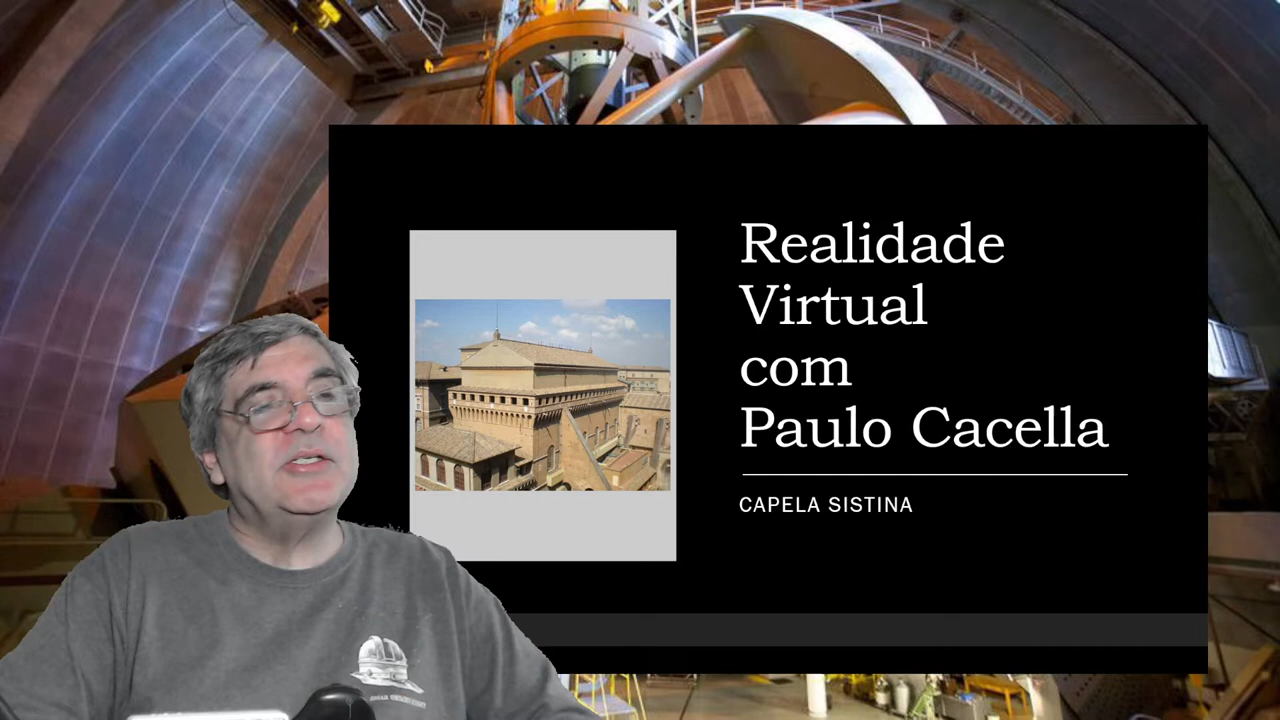 Realidade
Virtual
com
Paulo Cacella
CAPELA SISTINA